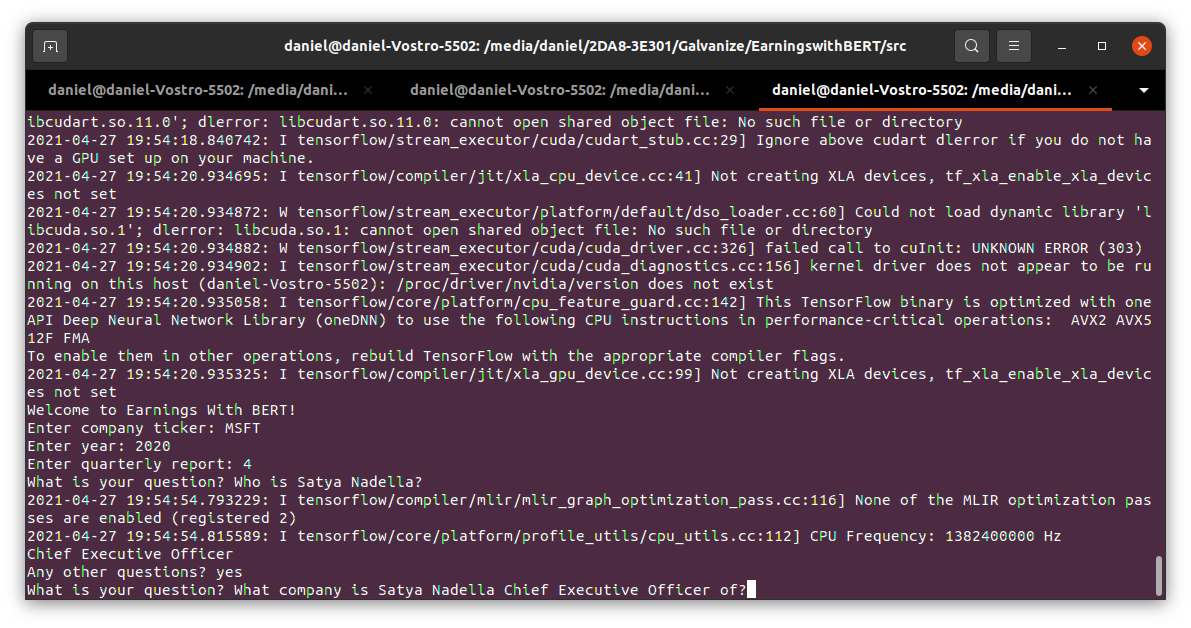 daniel@daniel-Vostro-5502: /media/daniel/2DA8-3E301/Galvanize/EarningswithBERT/src
daniel@daniel-Vostro-5502: /media/dani... daniel@daniel-Vostro-5502: /media/dani... daniel@daniel-Vostro-5502: /media/dani...
ibcudart.so.11.0'; dlerror: libcudart.so.11.0: cannot open shared object file: No such file or directory
2021-04-27 19:54:18.840742: I tensorflow/stream_executor/cuda/cudart_stub.cc:29] Ignore above cudart dlerror if you do not ha
ve a GPU set up on your machine.
2021-04-27 19:54:20.934695: I tensorflow/compiler/jit/xla_cpu_device.cc:41] Not creating XLA devices, tf_xla_enable_xla_devic
es not set
2021-04-27 19:54:20.934872: W tensorflow/stream_executor/platform/default/dso_loader.cc:60] Could not load dynamic library 'l
ibcuda.so.1'; dlerror: libcuda.so.1: cannot open shared object file: No such file or directory
2021-04-27 19:54:20.934882: W tensorflow/stream_executor/cuda/cuda_driver.cc:326] failed call to cuInit: UNKNOWN ERROR (303)
2021-04-27 19:54:20.934902: I tensorflow/stream_executor/cuda/cuda_diagnostics.cc:156] kernel driver does not appear to be ru
nning on this host (daniel-Vostro-5502): /proc/driver/nvidia/version does not exist
2021-04-27 19:54:20.935058: I tensorflow/core/platform/cpu_feature_guard.cc:142] This TensorFlow binary is optimized with one
API Deep Neural Network Library (oneDNN) to use the following CPU instructions in performance-critical operations:  AVX2 AVX5
12F FMA
To enable them in other operations, rebuild TensorFlow with the appropriate compiler flags.
2021-04-27 19:54:20.935325: I tensorflow/compiler/jit/xla_gpu_device.cc:99] Not creating XLA devices, tf_xla_enable_xla_devic
es not set
Welcome to Earnings With BERT!
Enter company ticker: MSFT
Enter year: 2020
Enter quarterly report: 4
What is your question? Who is Satya Nadella?
2021-04-27 19:54:54.793229: I tensorflow/compiler/mlir/mlir_graph_optimization_pass.cc:116] None of the MLIR optimization pas
ses are enabled (registered 2)
2021-04-27 19:54:54.815589: I tensorflow/core/platform/profile_utils/cpu_utils.cc:112] CPU Frequency: 1382400000 Hz
Chief Executive Officer
Any other questions? yes
What is your question? What company is Satya Nadella Chief Executive Officer of?